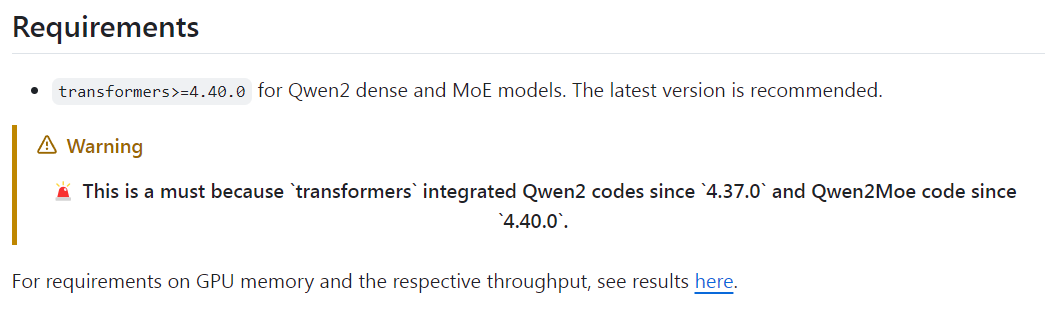 Requirements
transformers>=4.40.0 for Qwen2 dense and MoE models. The latest version is recommended.
Warning
This is a must because `transformers` integrated Qwen2 codes since `4.37.0` and Qwen2Moe code since
`4.40.0`.
For requirements on GPU memory and the respective throughput, see results here.